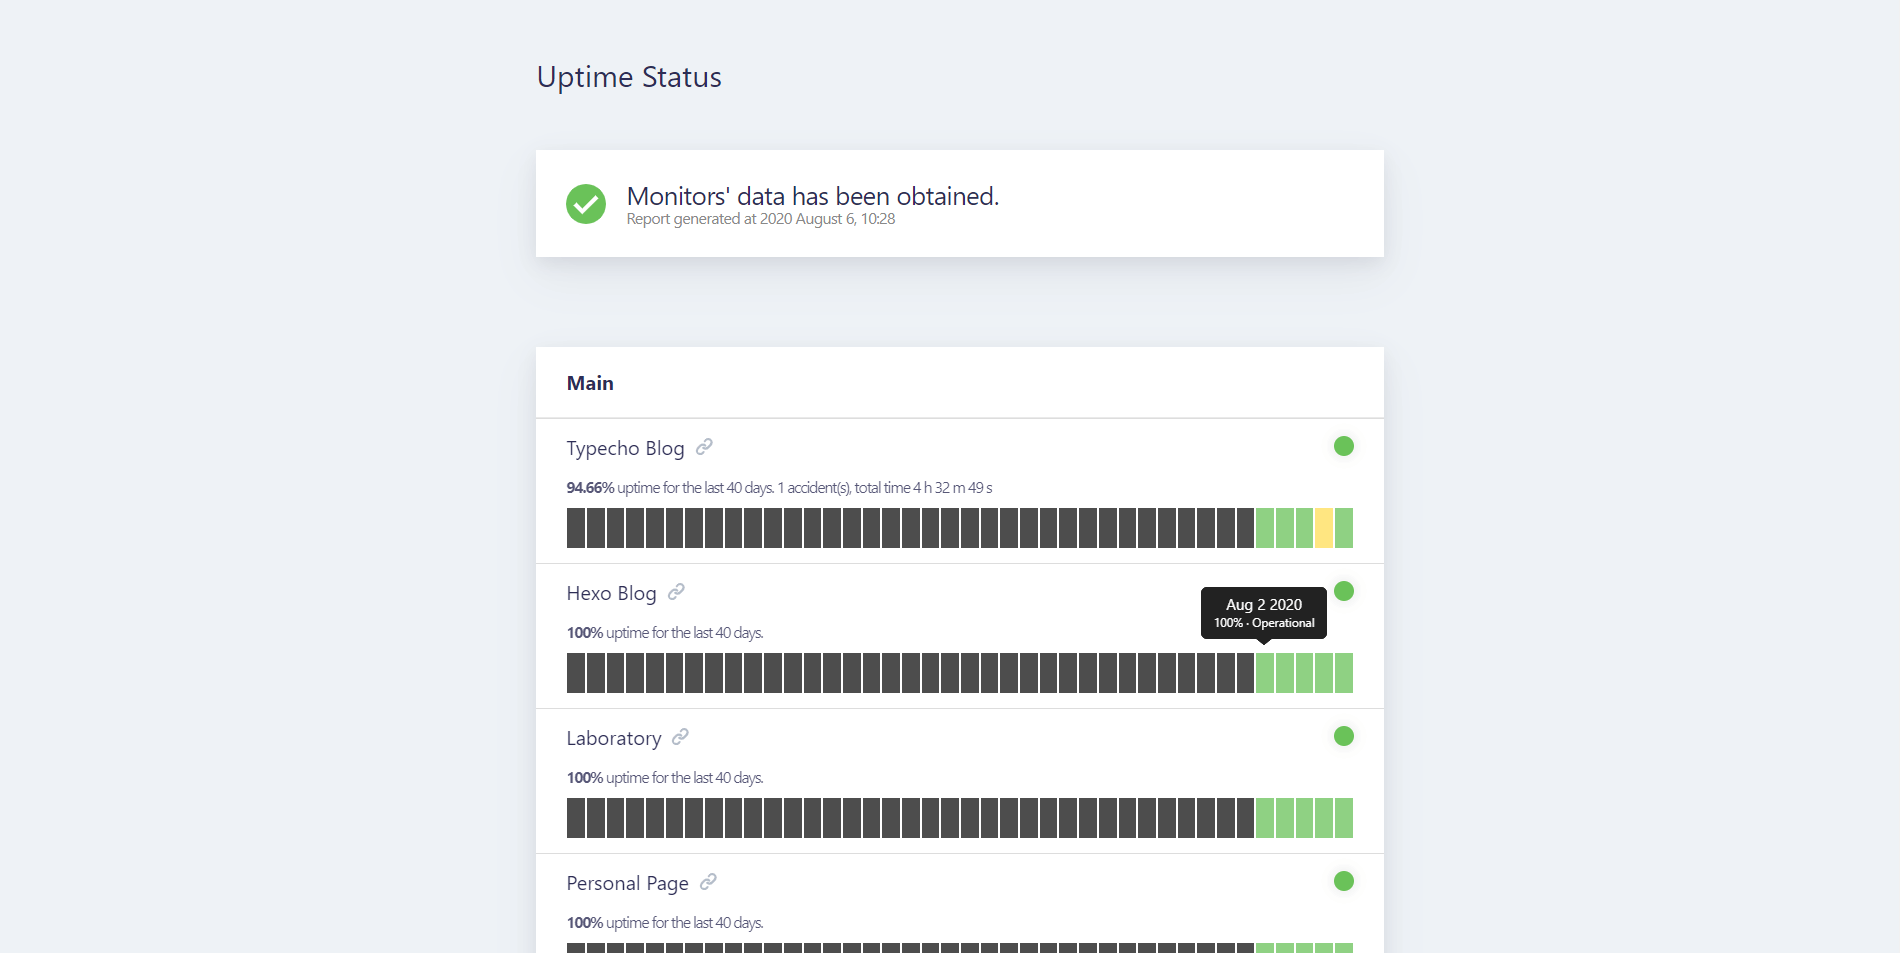 Uptime Status
Monitors' data has been obtained.
Report generated at 2020 August 6, 10:28
Main
Typecho Blog
94.66% uptime for the last 40 days. 1 accident(s), total time 4 h 32 m 49 s
Hexo Blog
Aug 2 2020
100% · Operational
100% uptime for the last 40 days.
Laboratory
100% uptime for the last 40 days.
Personal Page
100% uptime for the last 40 days.